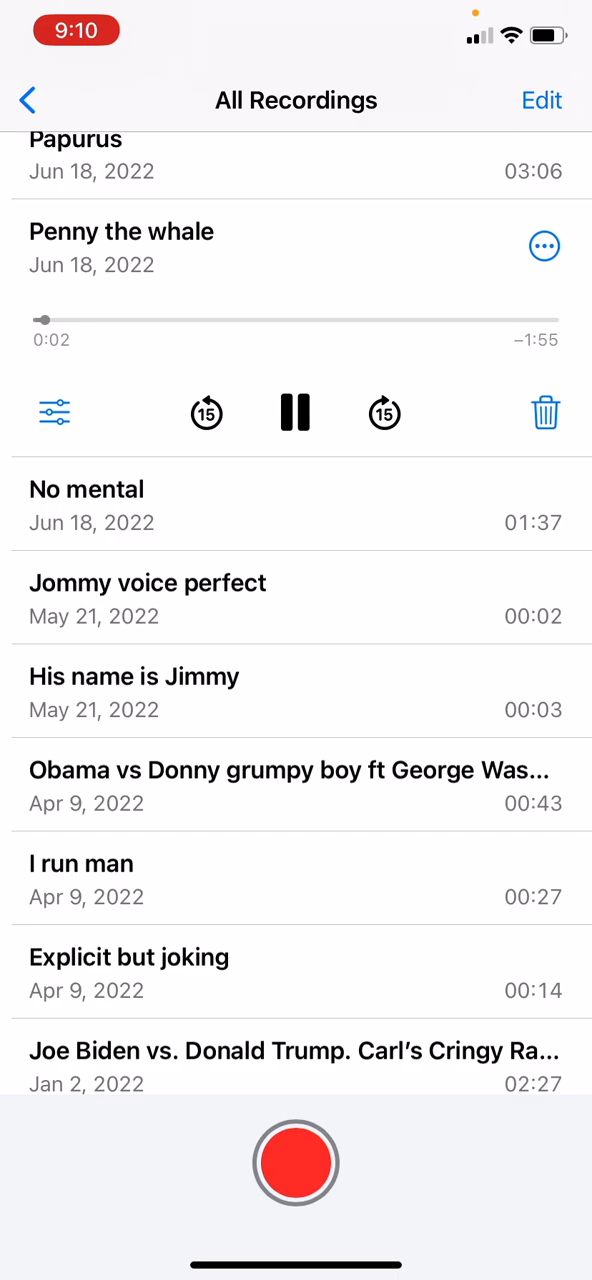 9:10
All Recordings
Edit
Papurus
Jun 18, 2022
03:06
Penny the whale
Jun 18, 2022
0:02
–1:55
15
15
No mental
Jun 18, 2022
01:37
Jommy voice perfect
May 21, 2022
00:02
His name is Jimmy
May 21, 2022
00:03
Obama vs Donny grumpy boy ft George Was...
Apr 9, 2022
00:43
I run man
Apr 9, 2022
00:27
Explicit but joking
Apr 9, 2022
00:14
Joe Biden vs. Donald Trump. Carl’s Cringy Ra...
Jan 2, 2022
02:27